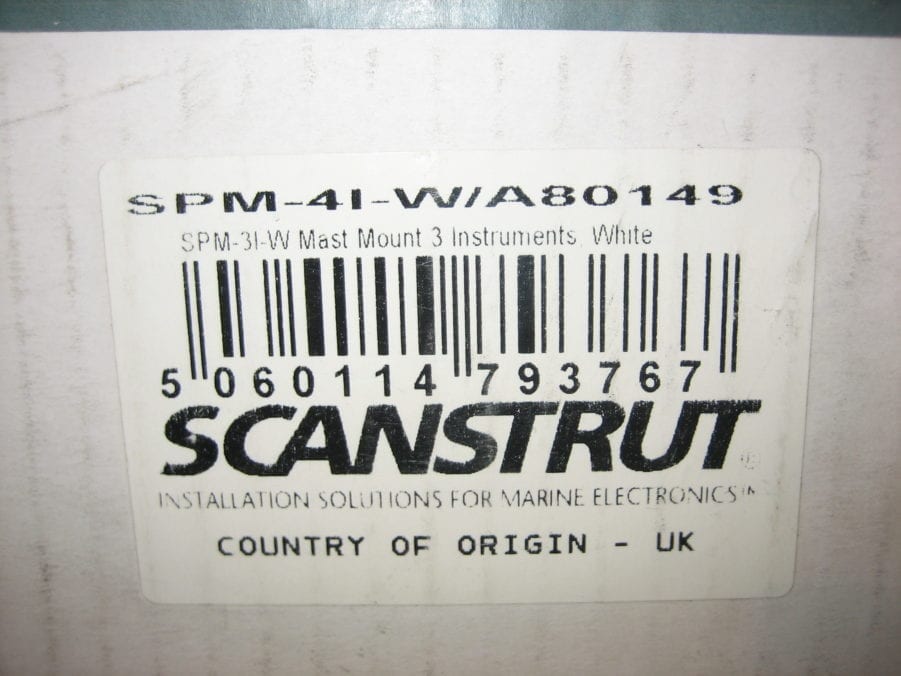 SPM-4I-W/A80149
SPM-3I-W Mast Mount 3 Instruments, White
5 060114 793767
SCANSTRUT®
INSTALLATION SOLUTIONS FOR MARINE ELECTRONICS™
COUNTRY OF ORIGIN - UK